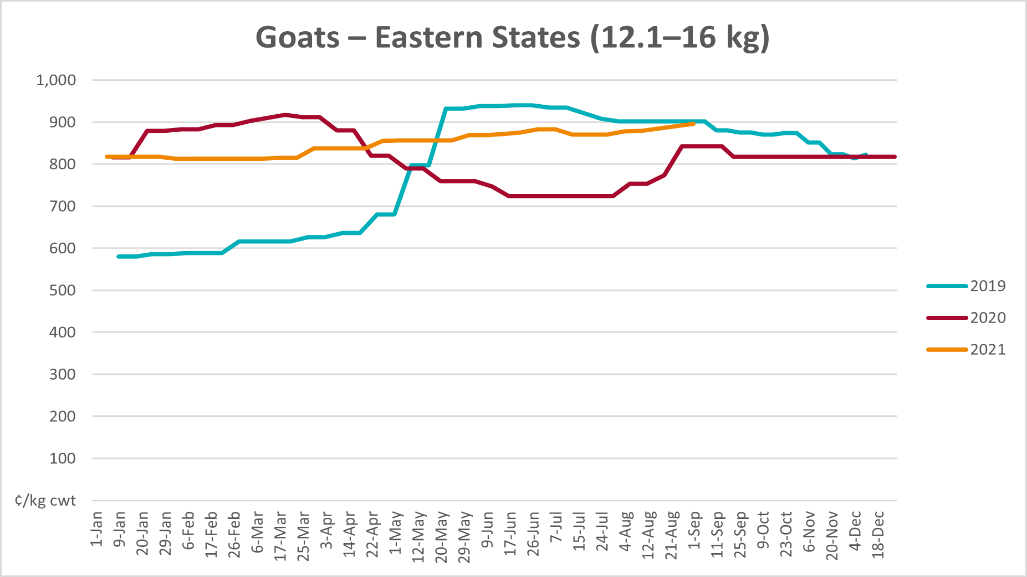 Goats – Eastern States (12.1–16 kg)
1,000
900
800
700
600
500
400
300
200
100
¢/kg cwt
1-Jan
9-Jan
20-Jan
29-Jan
6-Feb
17-Feb
26-Feb
6-Mar
17-Mar
25-Mar
3-Apr
14-Apr
22-Apr
1-May
12-May
20-May
29-May
9-Jun
17-Jun
26-Jun
7-Jul
15-Jul
24-Jul
4-Aug
12-Aug
21-Aug
1-Sep
11-Sep
25-Sep
9-Oct
23-Oct
6-Nov
20-Nov
4-Dec
18-Dec
2019
2020
2021